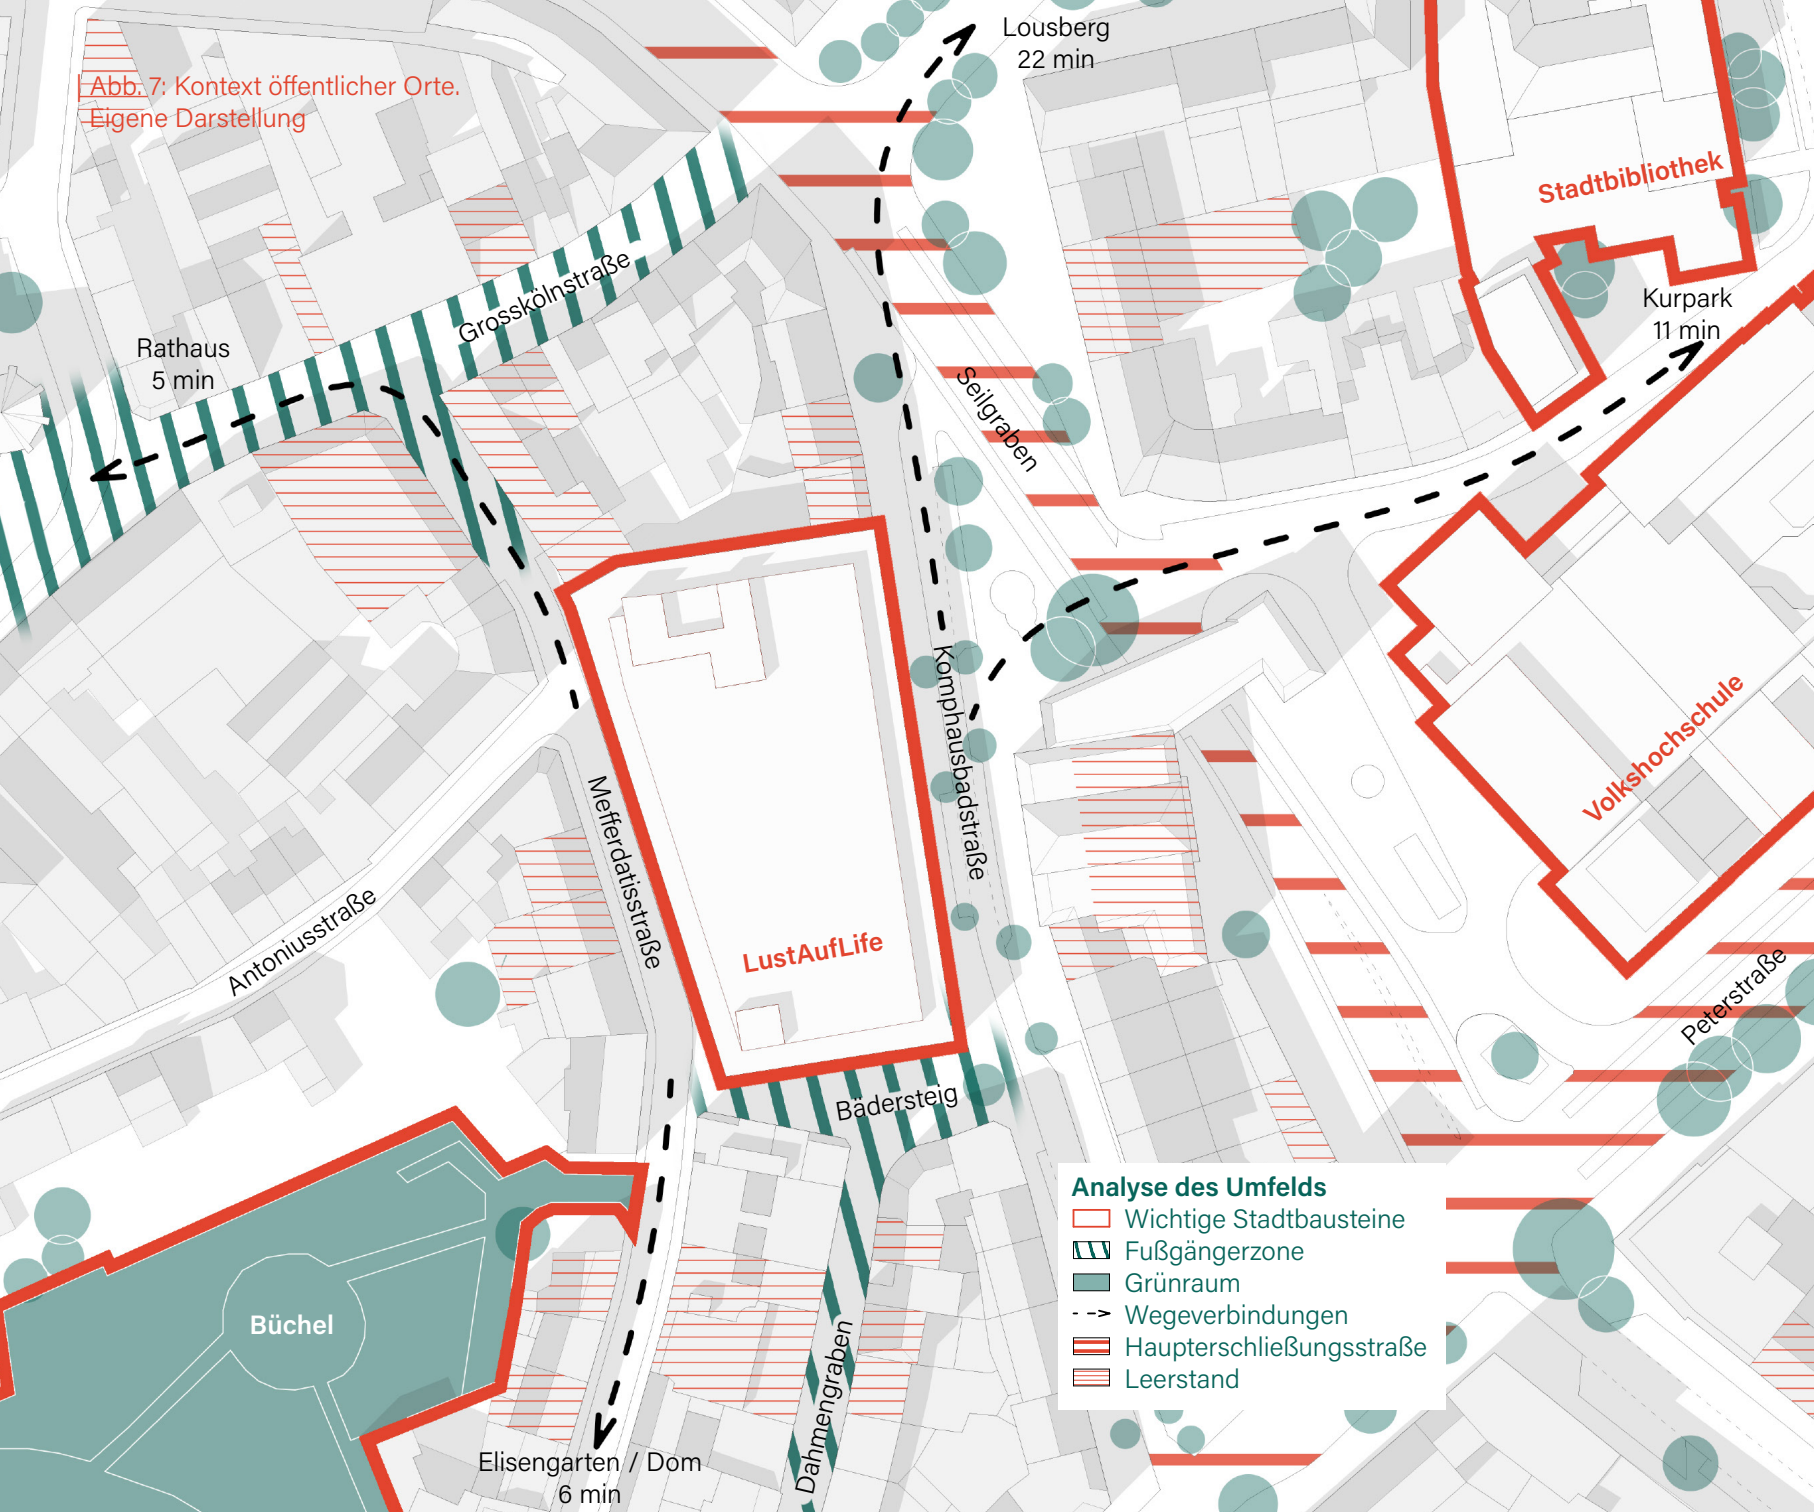 Lousberg
22 min
| Abb. 7: Kontext öffentlicher Orte.
Eigene Darstellung
Stadtbibliothek
Grosskölnstraße
Kurpark
11 min
Rathaus
5 min
Seilgraben
Komphausbadstraße
Volkshochschule
Mefferdatisstraße
Antoniusstraße
LustAufLife
Peterstraße
Bädersteig
Büchel
Dahmengraben
Elisengarten / Dom
6 min
Analyse des Umfelds
Wichtige Stadtbausteine
Fußgängerzone
Grünraum
Wegeverbindungen
Haupterschließungsstraße
Leerstand